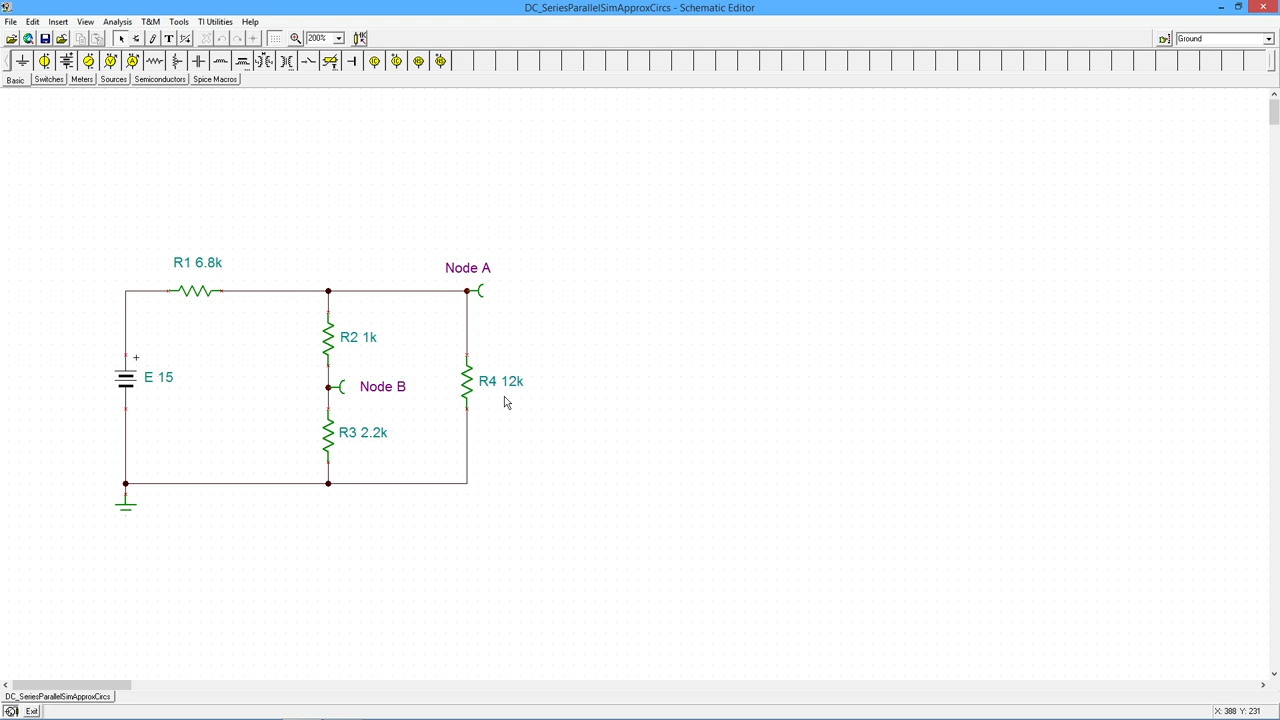 DC_SeriesParallelSimApproxCircs - Schematic Editor
File Edit Insert View Analysis T&M Tools TI Utilities Help
200%
Ground
Basic Switches Meters Sources Semiconductors Spice Macros
R1 6.8k
Node A
R2 1k
+
E 15
R4 12k
Node B
R3 2.2k
DC_SeriesParallelSimApproxCircs
Exit
X: 388 Y: 231